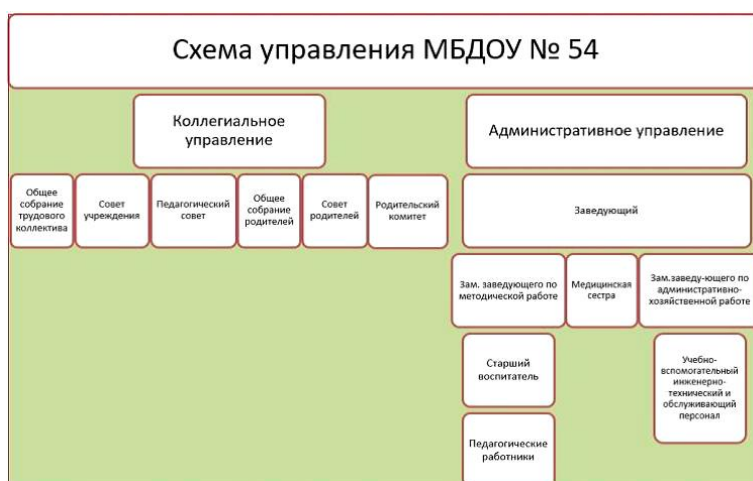 Схема управления МБДОУ № 54
Коллегиальное
управление
Административное управление
Общее
собрание
трудового
коллектива
Совет
учреждения
Педагогический
совет
Общее
собрание
родителей
Совет
родителей
Родительский
комитет
Заведующий
Зам. заведующего по
методической работе
Медицинская
сестра
Зам.заведу-ющего по
административно-
хозяйственной работе
Старший
воспитатель
Учебно-
вспомогательный
инженерно-
технический и
обслуживающий
персонал
Педагогические
работники